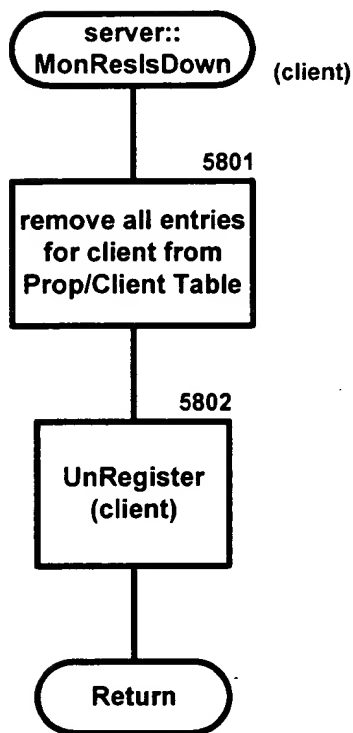 server::
MonResIsDown
(client)
5801
remove all entries
for client from
Prop/Client Table
5802
UnRegister
(client)
Return